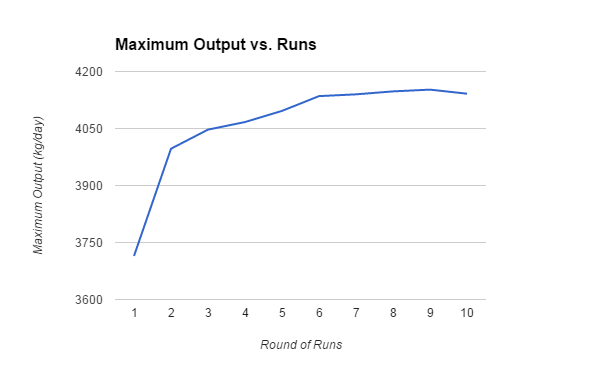 Maximum Output vs. Runs
4200
4050
3900
3750
3600
Maximum Output (kg/day)
1 2 3 4 5 6 7 8 9 10
Round of Runs